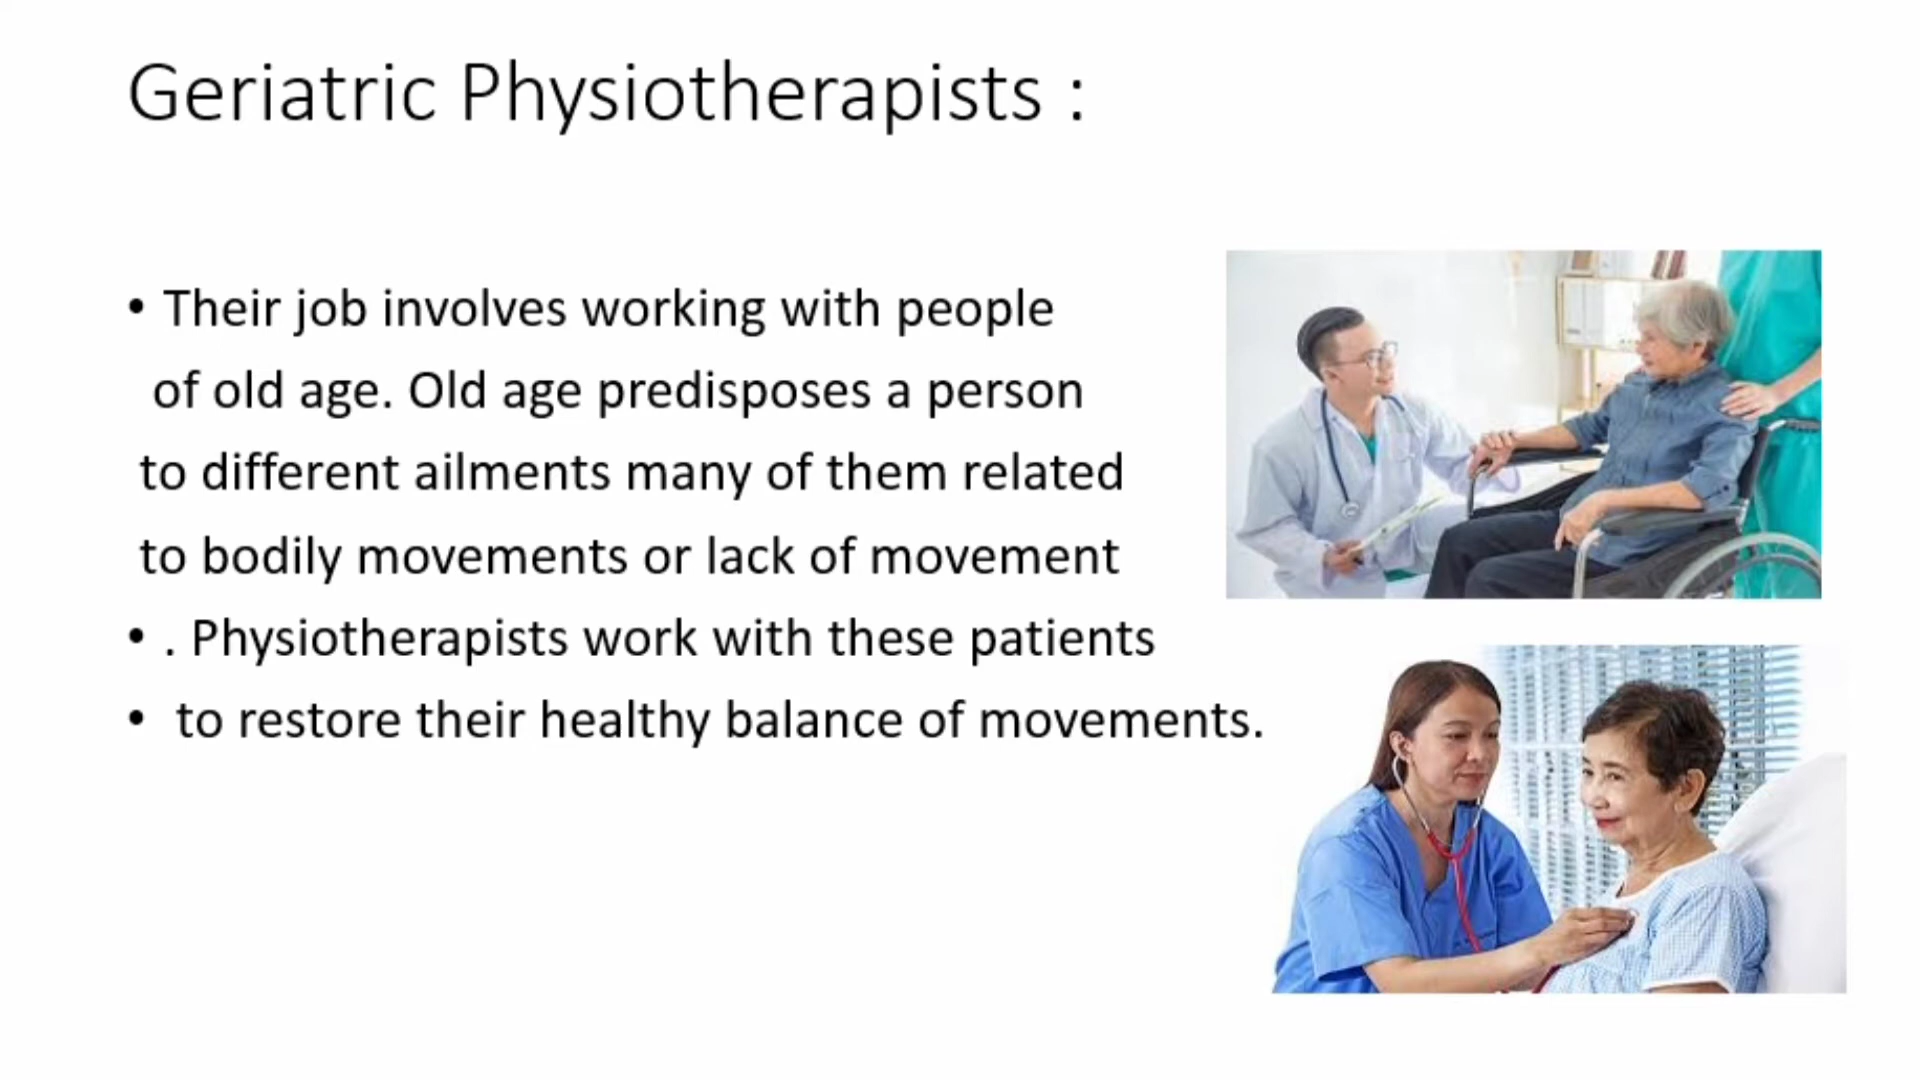 Geriatric Physiotherapists :
• Their job involves working with people
of old age. Old age predisposes a person
to different ailments many of them related
to bodily movements or lack of movement
• . Physiotherapists work with these patients
• to restore their healthy balance of movements.